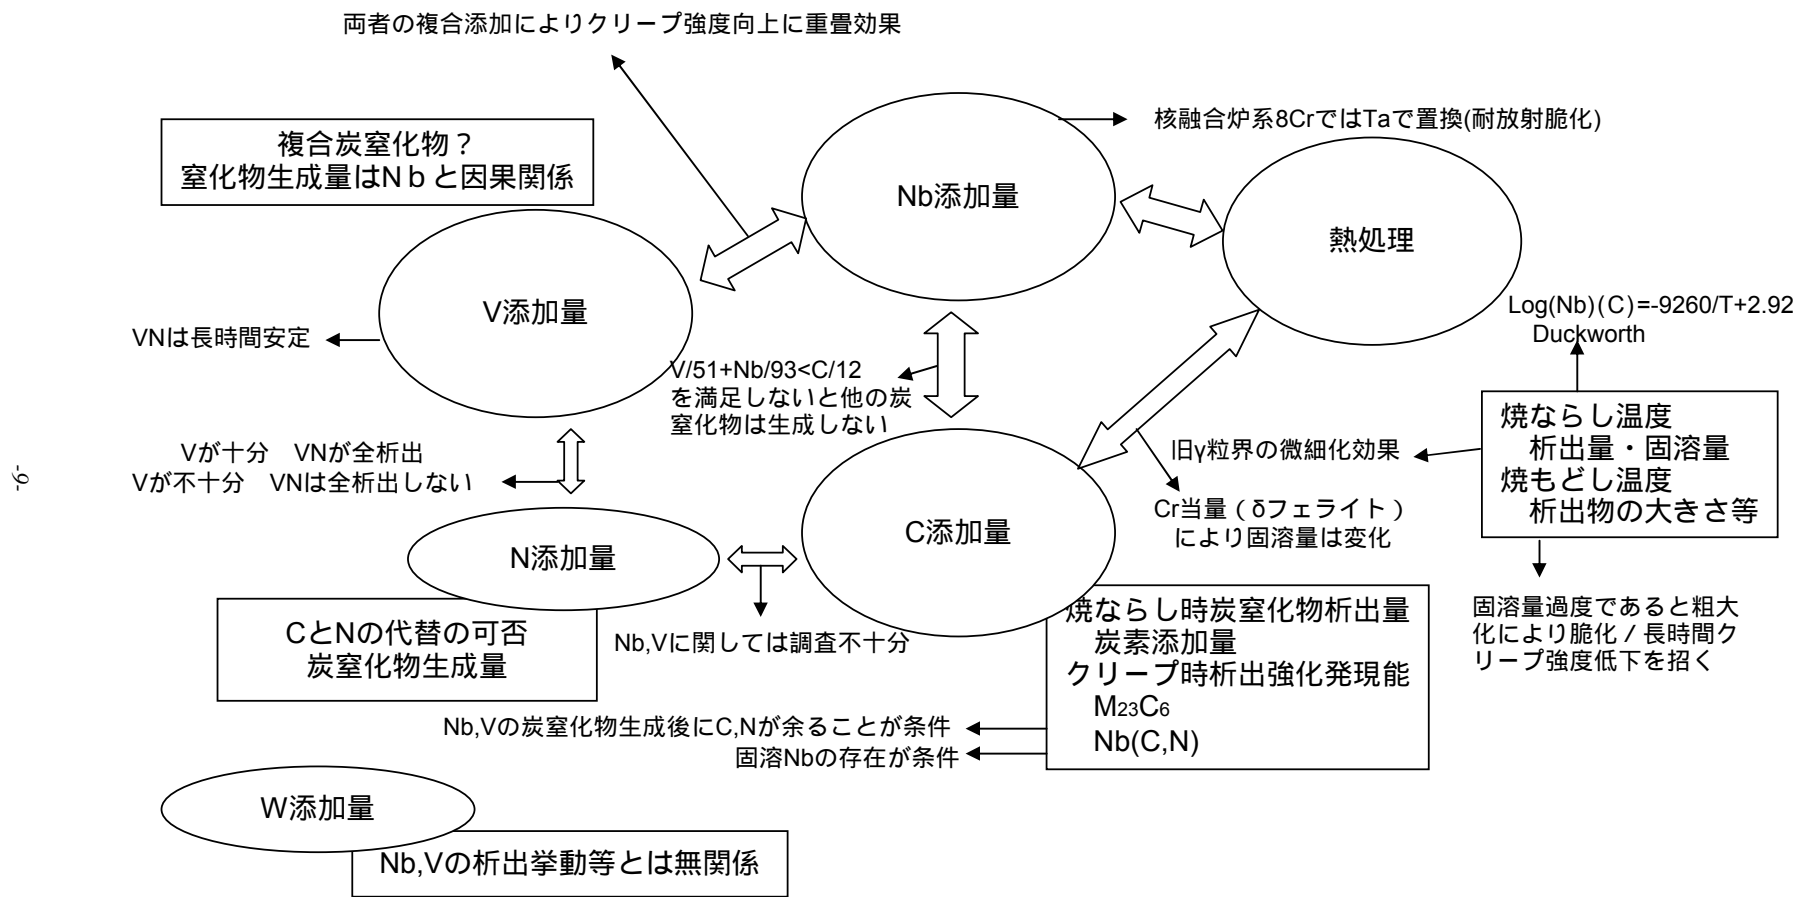 両者の複合添加によりクリープ強度向上に重畳効果
複合炭窒化物？
窒化物生成量はNｂと因果関係
Nb添加量
核融合炉系8CrではTaで置換(耐放射脆化)
熱処理
V添加量
VNは長時間安定
Log(Nb)(C)=-9260/T+2.92
Duckworth
V/51+Nb/93<C/12
を満足しないと他の炭
窒化物は生成しない
焼ならし温度
析出量・固溶量
焼もどし温度
析出物の大きさ等
Vが十分　VNが全析出
Vが不十分　VNは全析出しない
旧γ粒界の微細化効果
Cr当量（δフェライト）
により固溶量は変化
-9-
N添加量
C添加量
CとNの代替の可否
炭窒化物生成量
Nb,Vに関しては調査不十分
焼ならし時炭窒化物析出量
炭素添加量
クリープ時析出強化発現能
M23C6
Nb(C,N)
固溶量過度であると粗大
化により脆化／長時間ク
リープ強度低下を招く
Nb,Vの炭窒化物生成後にC,Nが余ることが条件
固溶Nbの存在が条件
W添加量
Nb,Vの析出挙動等とは無関係